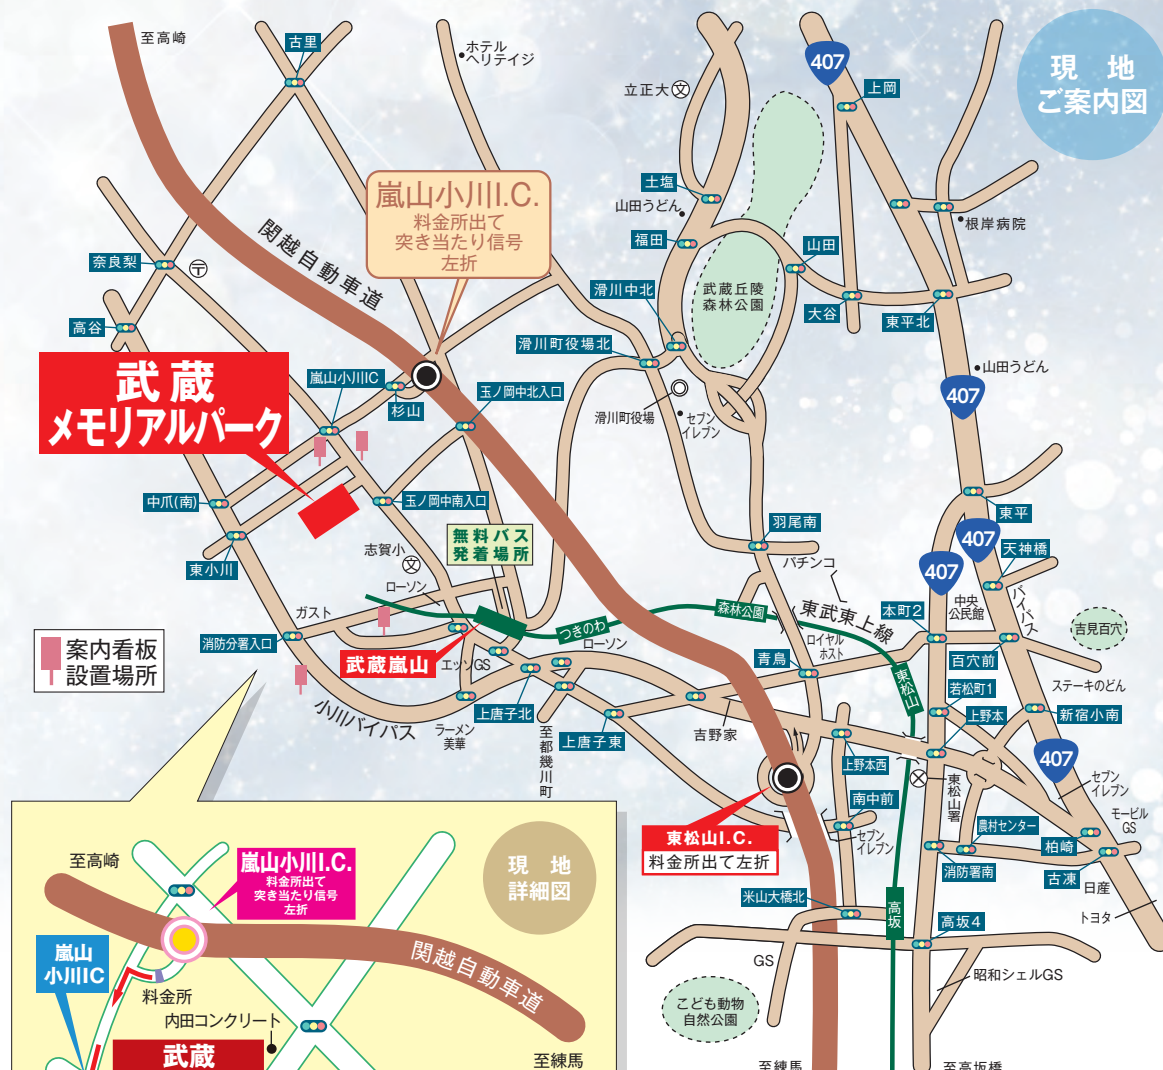 現 地
ご案内図
至高崎
古里
ホテル
ヘリテイジ
立正大
文
407
上岡
嵐山小川I.C.
料金所出て
突き当たり信号
左折
土塩
山田うどん
福田
山田
根岸病院
奈良梨
〒
関越自動車道
滑川中北
武蔵丘陵
森林公園
大谷
東平北
高谷
滑川町役場北
武蔵
メモリアルパーク
嵐山小川IC
杉山
玉ノ岡中北入口
滑川町役場
セブン
イレブン
山田うどん
407
中爪(南)
玉ノ岡中南入口
東平
無料バス
発着場所
羽尾南
407
天神橋
東小川
志賀小
文
パチンコ
407
ローソン
森林公園
東武東上線
本町2
中央
公民館
バイパス
ガスト
つきのわ
ローソン
ロイヤル
ホスト
吉見百穴
消防分署入口
案内看板
設置場所
武蔵嵐山
エッソGS
青鳥
東松山
百穴前
若松町1
ステーキのどん
小川バイパス
ラーメン
美華
上唐子北
至都幾川町
上唐子東
吉野家
上野本西
上野本
新宿小南
407
東松山署
セブン
イレブン
南中前
モービル
GS
東松山I.C.
料金所出て左折
セブン
イレブン
農村センター
柏崎
消防署南
古凍
日産
米山大橋北
高坂
高坂4
トヨタ
GS
昭和シェルGS
こども動物
自然公園
至練馬
至高坂橋
現 地
詳細図
至高崎
嵐山小川I.C.
料金所出て
突き当たり信号
左折
嵐山
小川IC
関越自動車道
料金所
内田コンクリート
武蔵
至練馬